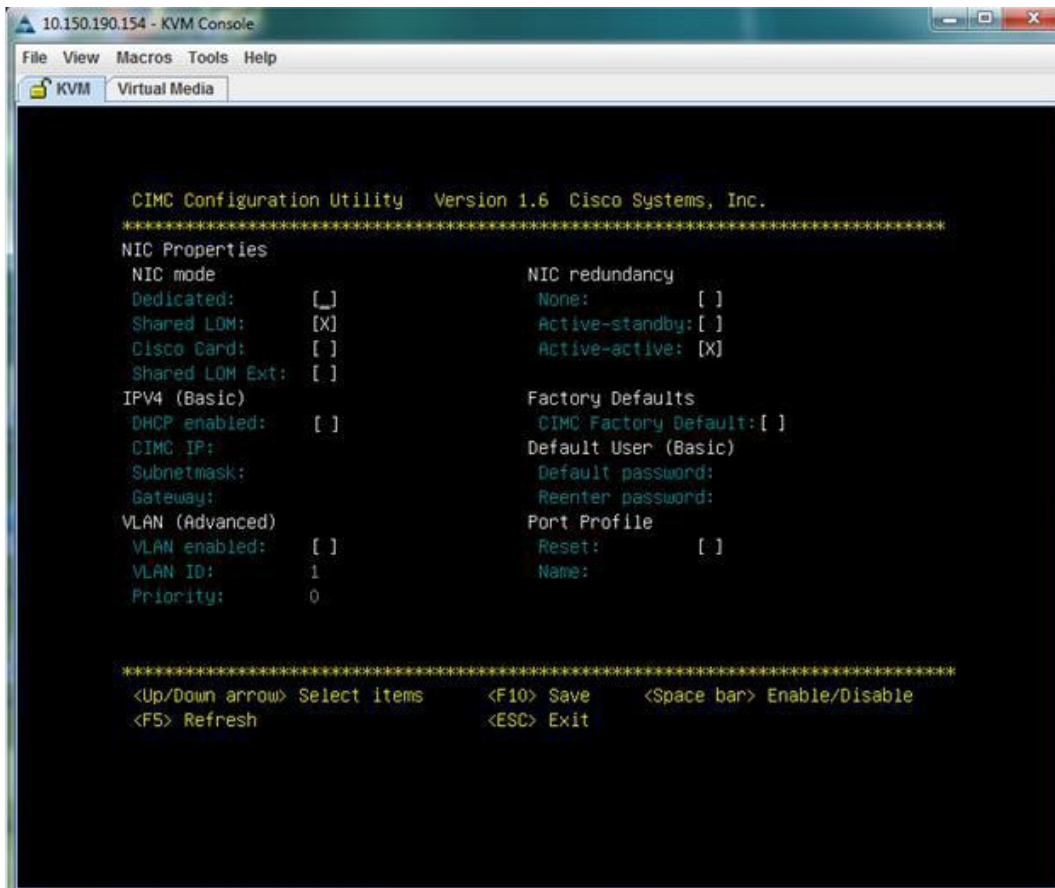 10.150.190.154 - KVM Console
File View Macros Tools Help
KVM Virtual Media
CIMC Configuration Utility Version 1.6 Cisco Systems, Inc.
******************************************************************************
NIC Properties
NIC mode NIC redundancy
Dedicated: [_] None: [ ]
Shared LOM: [X] Active-standby:[ ]
Cisco Card: [ ] Active-active: [X]
Shared LOM Ext: [ ]
IPV4 (Basic) Factory Defaults
DHCP enabled: [ ] CIMC Factory Default:[ ]
CIMC IP: Default User (Basic)
Subnetmask: Default password:
Gateway: Reenter password:
VLAN (Advanced) Port Profile
VLAN enabled: [ ] Reset: [ ]
VLAN ID: 1 Name:
Priority: 0
*******************************************************************************
<Up/Down arrow> Select items <F10> Save <Space bar> Enable/Disable
<F5> Refresh <ESC> Exit